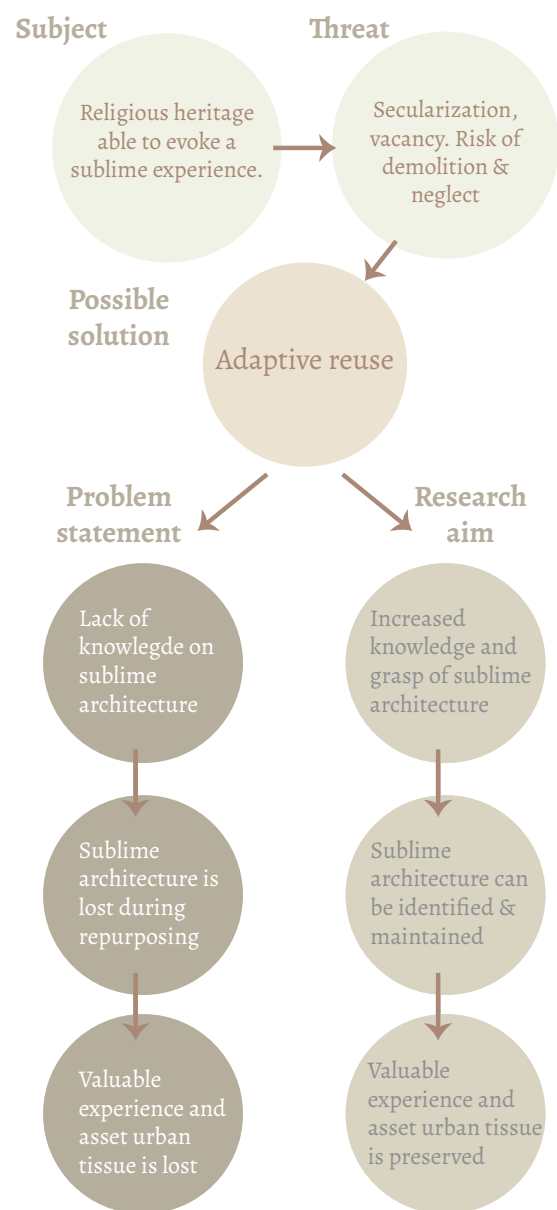 Subject
Religious heritage
able to evoke a
sublime experience.
Threat
Secularization,
vacancy. Risk of
demolition &
neglect
Possible
solution
Adaptive reuse
Problem
statement
Lack of
knowlegde on
sublime
architecture
Sublime
architecture is
lost during
repurposing
Valuable
experience and
asset urban
tissue is lost
Research
aim
Increased
knowledge and
grasp of sublime
architecture
Sublime
architecture can
be identified &
maintained
Valuable
experience and
asset urban tissue
is preserved